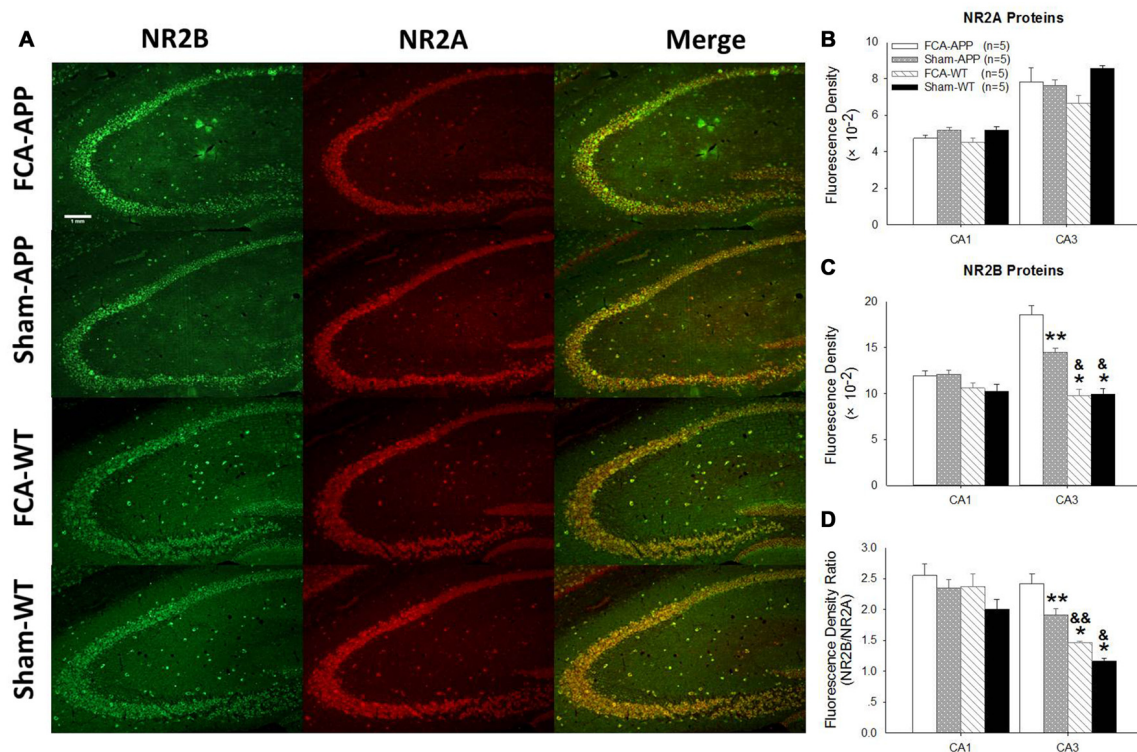 A
NR2B
NR2A
Merge
FCA-APP
Sham-APP
FCA-WT
Sham-WT
1 mm
B
NR2A Proteins
Fluorescence Density
(× 10⁻²)
10
8
6
4
2
0
FCA-APP (n=5)
Sham-APP (n=5)
FCA-WT (n=5)
Sham-WT (n=5)
CA1
CA3
C
NR2B Proteins
Fluorescence Density
(× 10⁻²)
20
15
10
5
0
**
&
*
&
*
CA1
CA3
D
Fluorescence Density Ratio
(NR2B/NR2A)
3.0
2.5
2.0
1.5
1.0
.5
0.0
**
&&
*
&
*
CA1
CA3